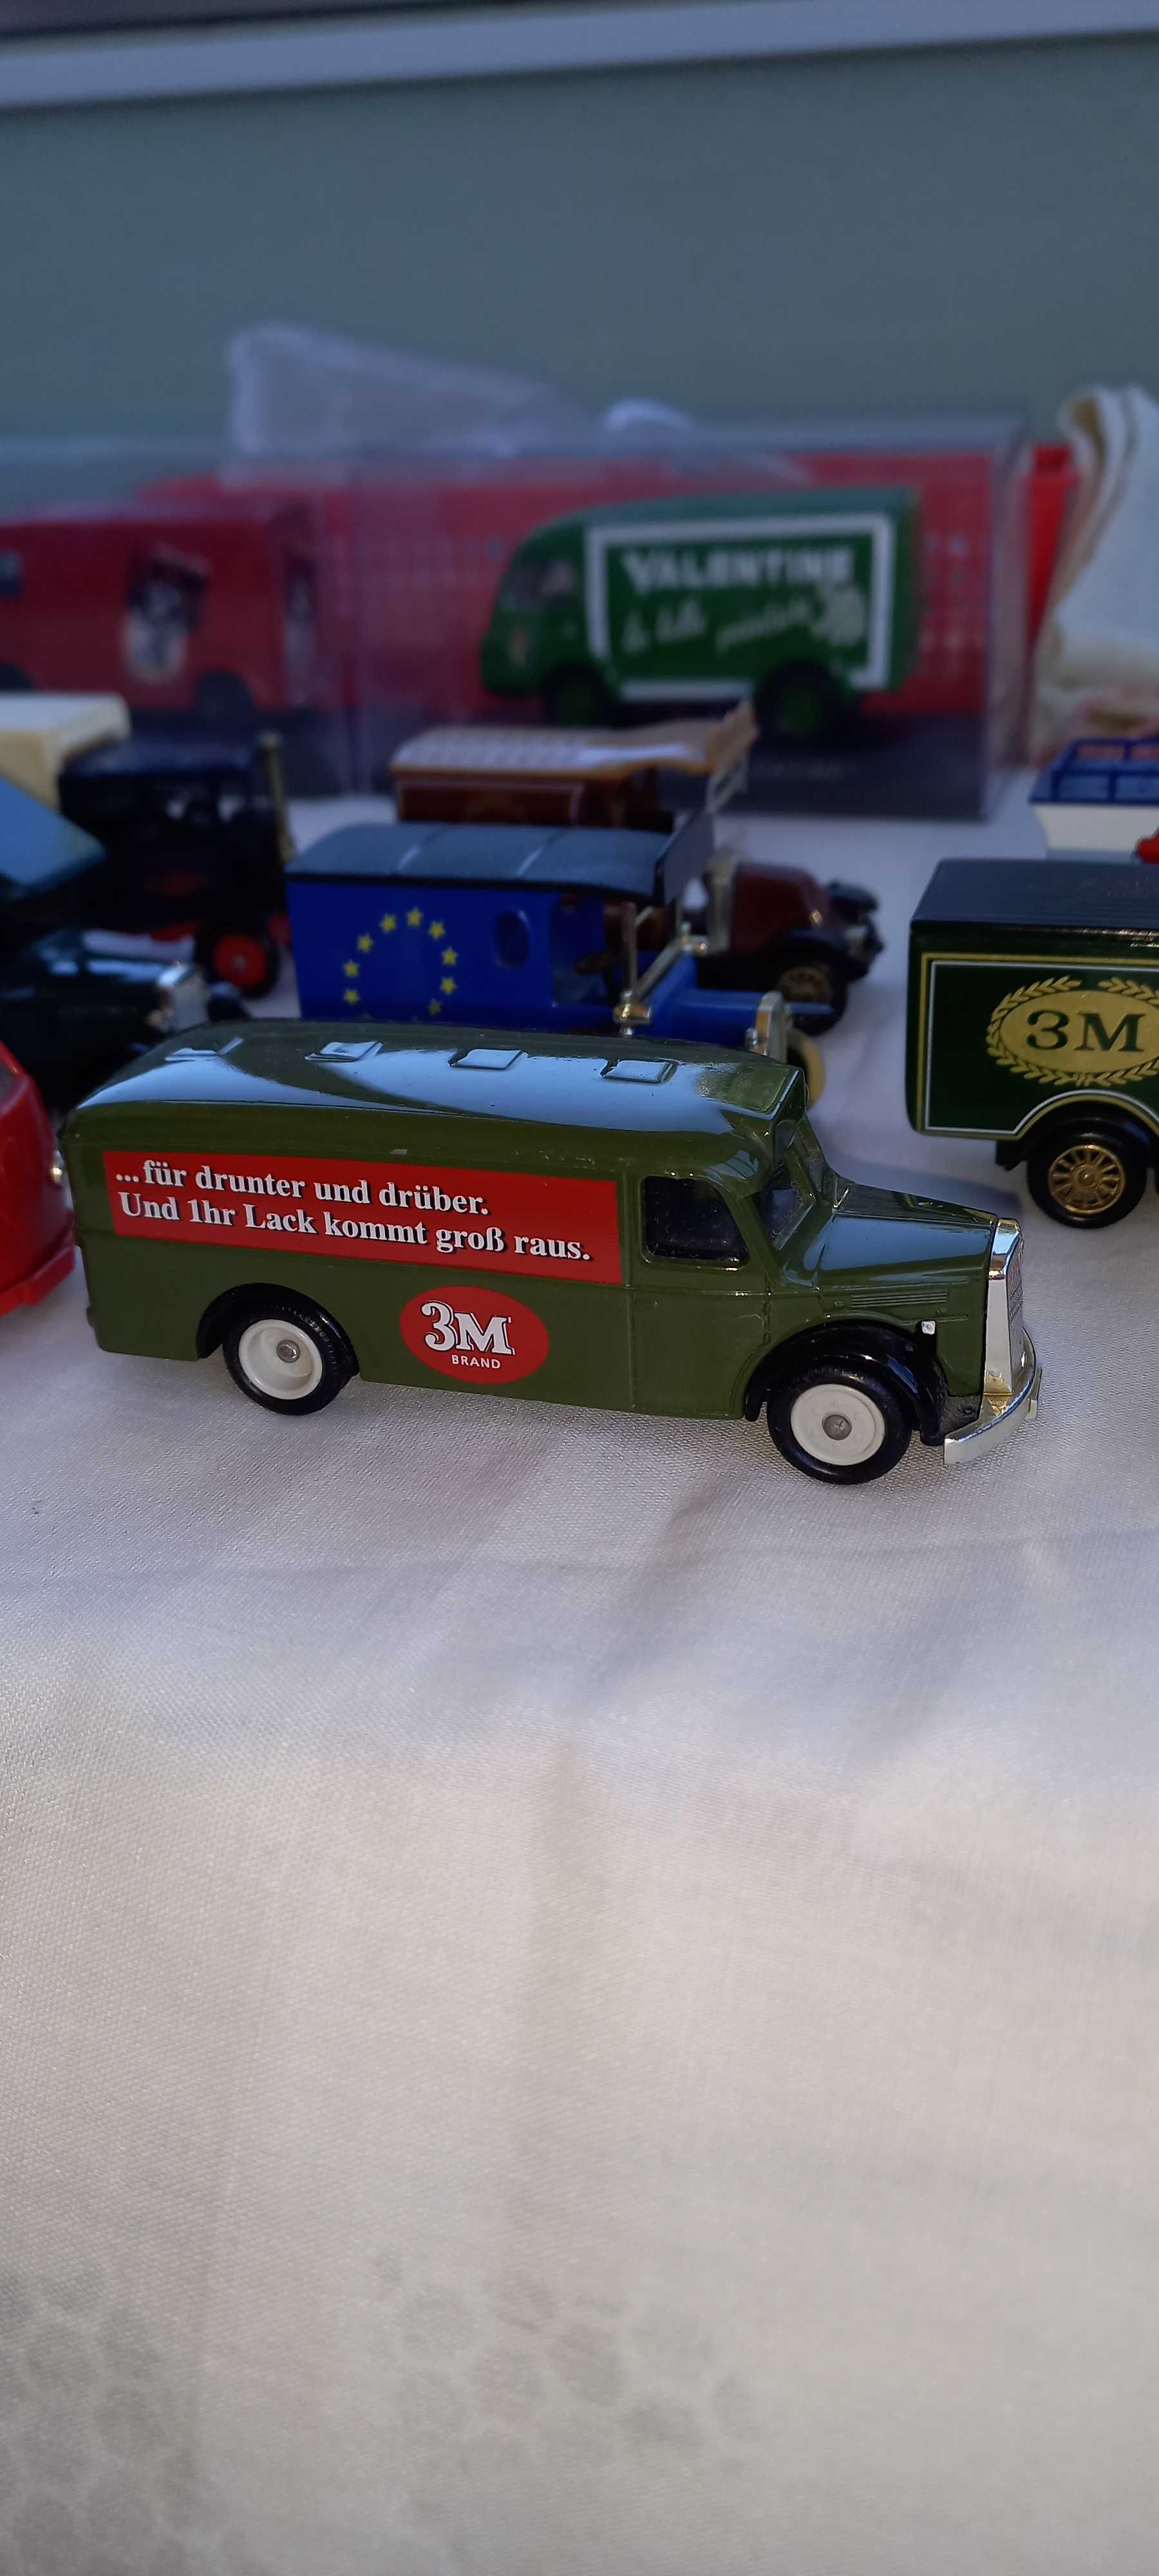 VALENTINE
...für drunter und drüber.
Und 1hr Lack kommt groß raus.
3M
BRAND
3M